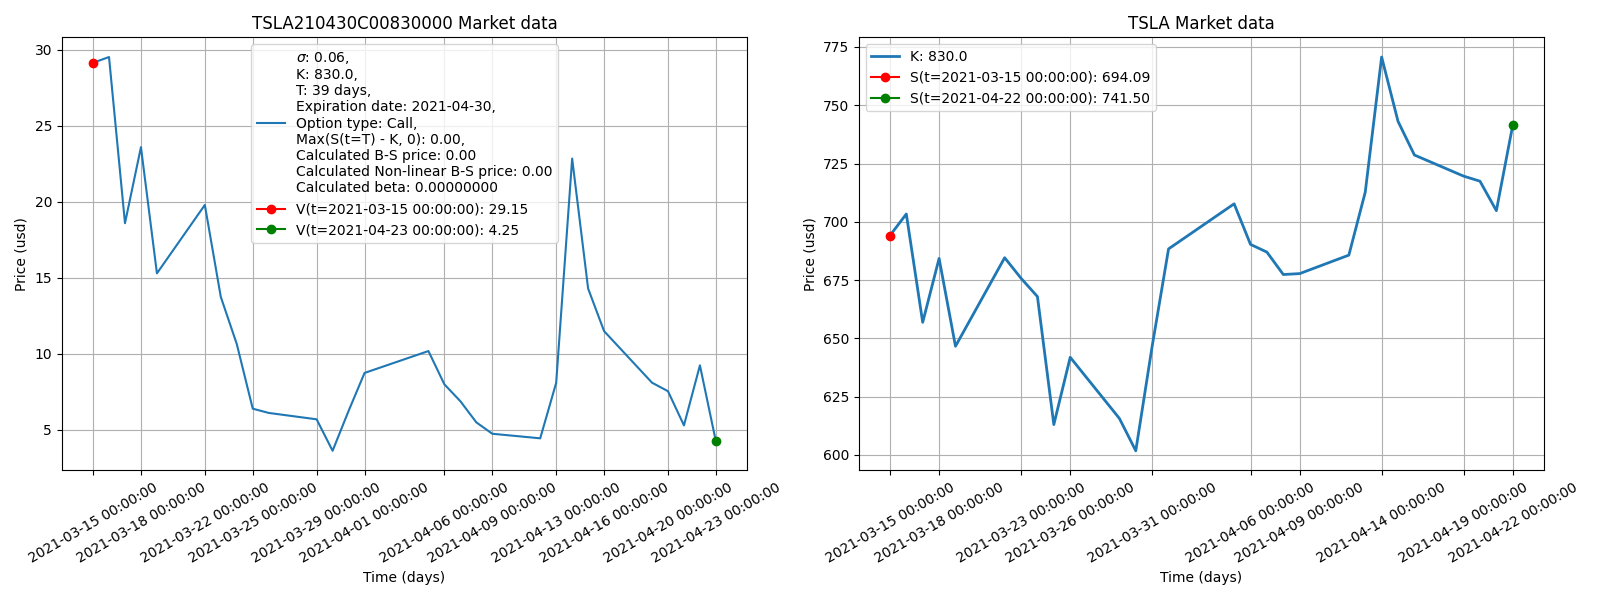 TSLA210430C00830000 Market data
30
25
20
15
10
5
Price (usd)
σ: 0.06,
K: 830.0,
T: 39 days,
Expiration date: 2021-04-30,
Option type: Call,
Max(S(t=T) - K, 0): 0.00,
Calculated B-S price: 0.00
Calculated Non-linear B-S price: 0.00
Calculated beta: 0.00000000
V(t=2021-03-15 00:00:00): 29.15
V(t=2021-04-23 00:00:00): 4.25
2021-03-15 00:00:00
2021-03-18 00:00:00
2021-03-22 00:00:00
2021-03-25 00:00:00
2021-03-29 00:00:00
2021-04-01 00:00:00
2021-04-06 00:00:00
2021-04-09 00:00:00
2021-04-13 00:00:00
2021-04-16 00:00:00
2021-04-20 00:00:00
2021-04-23 00:00:00
Time (days)
TSLA Market data
775
750
725
700
675
650
625
600
Price (usd)
K: 830.0
S(t=2021-03-15 00:00:00): 694.09
S(t=2021-04-22 00:00:00): 741.50
2021-03-15 00:00:00
2021-03-18 00:00:00
2021-03-23 00:00:00
2021-03-26 00:00:00
2021-03-31 00:00:00
2021-04-06 00:00:00
2021-04-09 00:00:00
2021-04-14 00:00:00
2021-04-19 00:00:00
2021-04-22 00:00:00
Time (days)